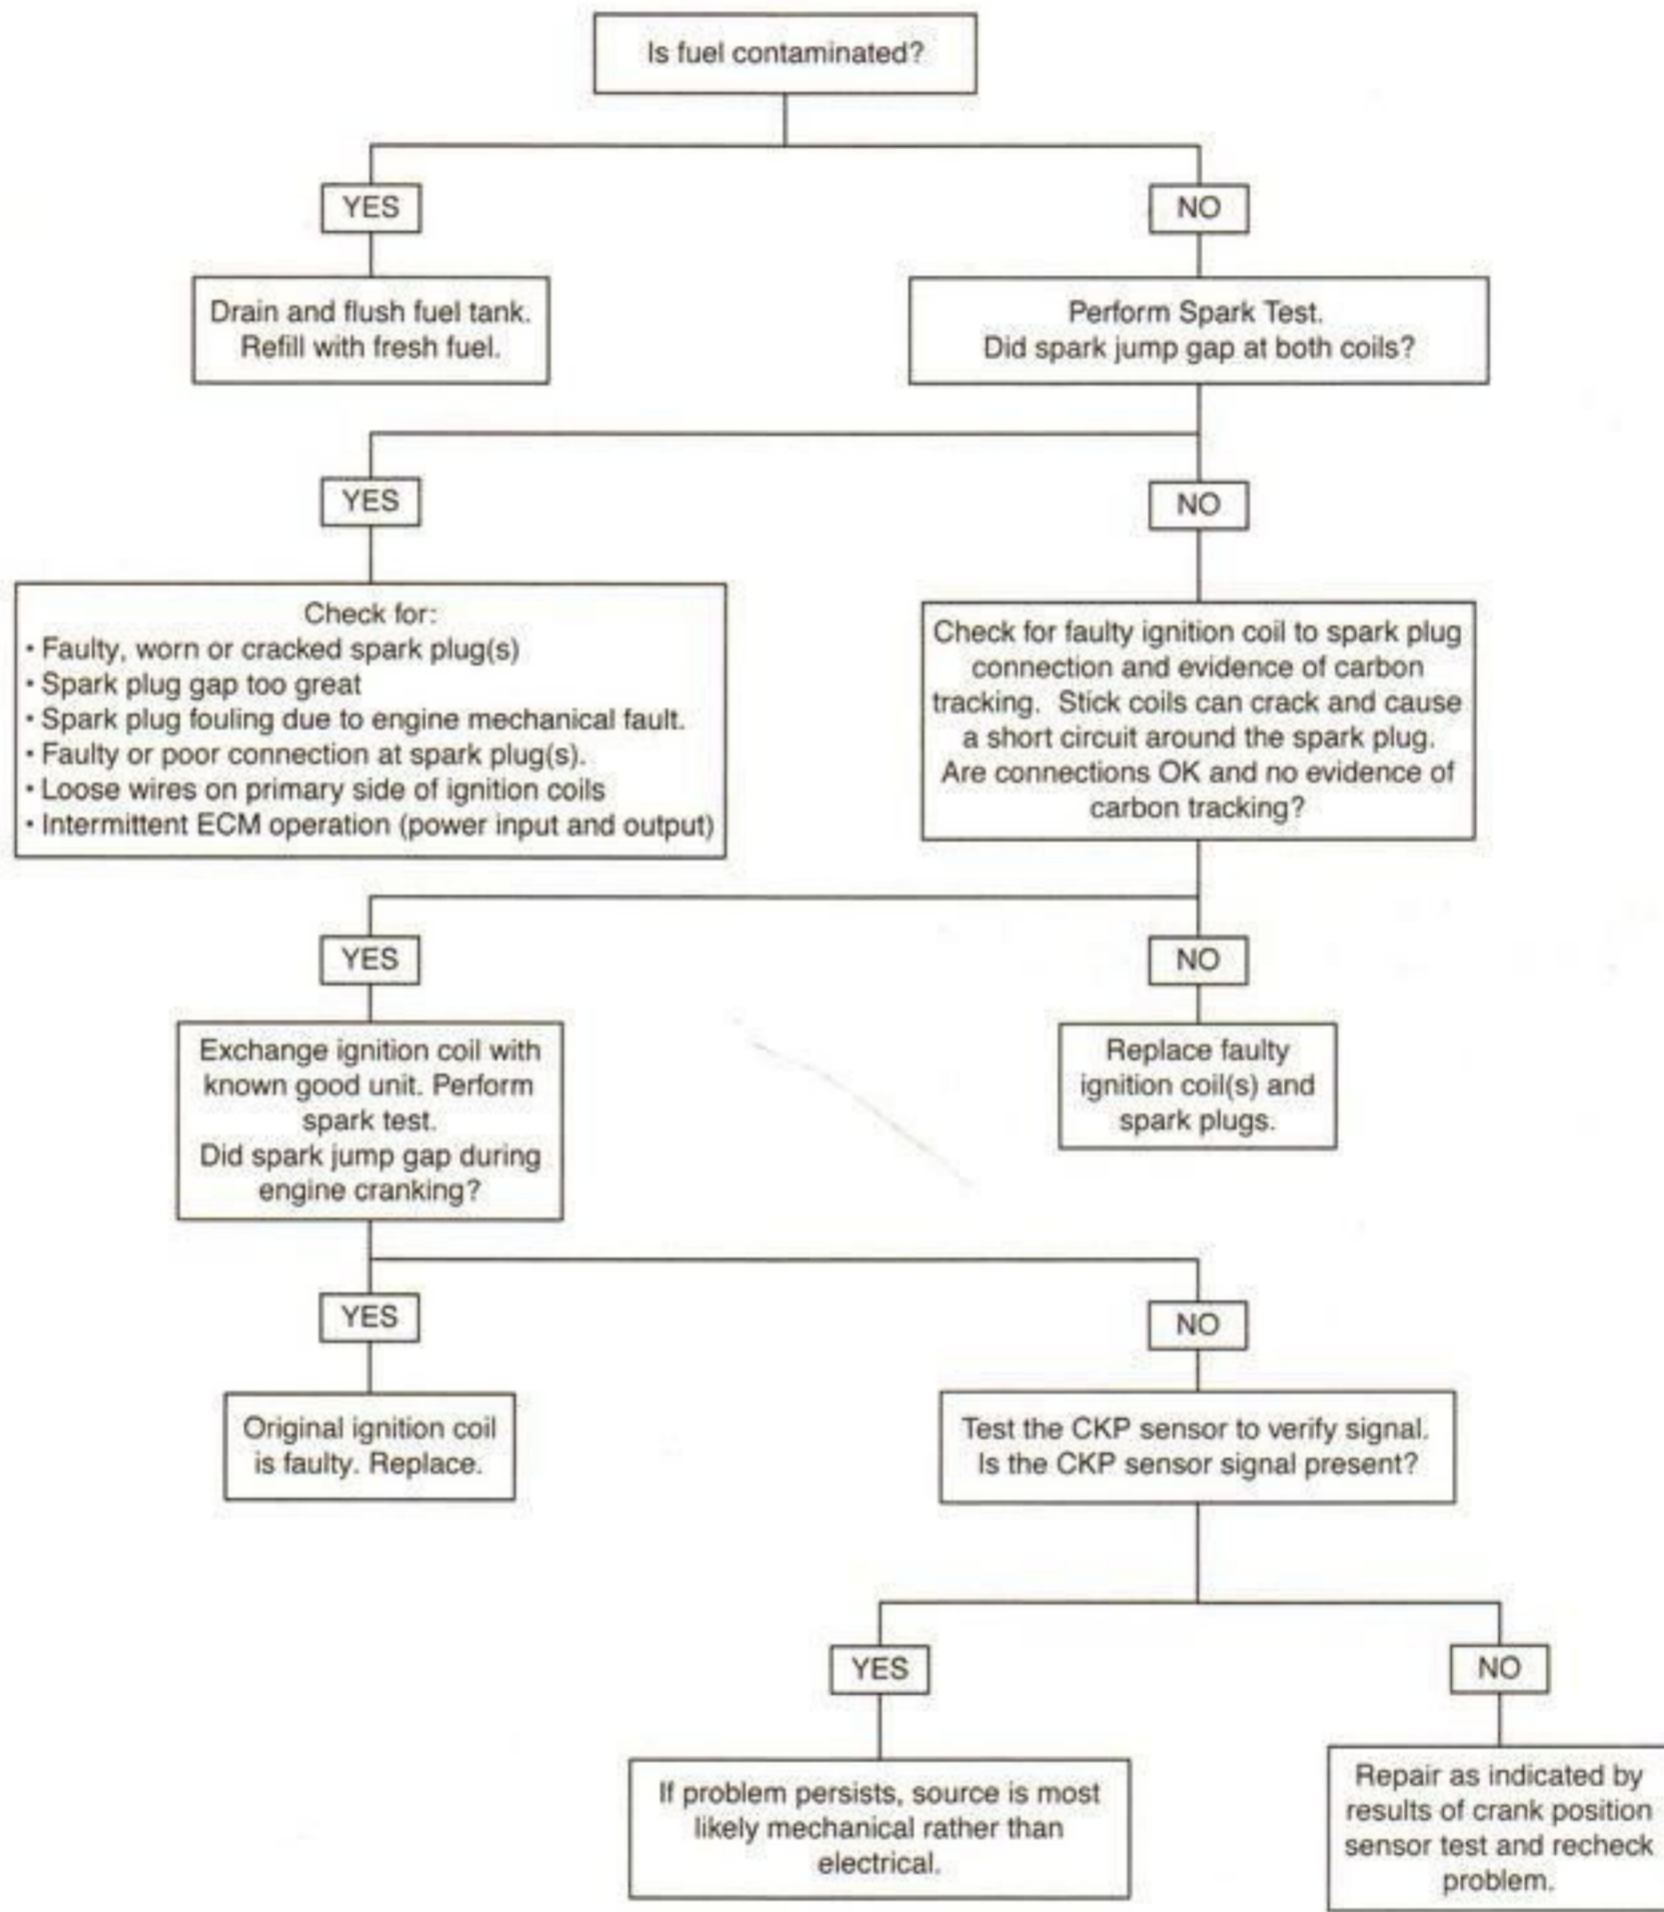 Is fuel contaminated?
YES
NO
Drain and flush fuel tank.
Refill with fresh fuel.
Perform Spark Test.
Did spark jump gap at both coils?
YES
NO
Check for:
• Faulty, worn or cracked spark plug(s)
• Spark plug gap too great
• Spark plug fouling due to engine mechanical fault.
• Faulty or poor connection at spark plug(s).
• Loose wires on primary side of ignition coils
• Intermittent ECM operation (power input and output)
Check for faulty ignition coil to spark plug
connection and evidence of carbon
tracking. Stick coils can crack and cause
a short circuit around the spark plug.
Are connections OK and no evidence of
carbon tracking?
YES
NO
Exchange ignition coil with
known good unit. Perform
spark test.
Did spark jump gap during
engine cranking?
Replace faulty
ignition coil(s) and
spark plugs.
YES
NO
Original ignition coil
is faulty. Replace.
Test the CKP sensor to verify signal.
Is the CKP sensor signal present?
YES
NO
If problem persists, source is most
likely mechanical rather than
electrical.
Repair as indicated by
results of crank position
sensor test and recheck
problem.